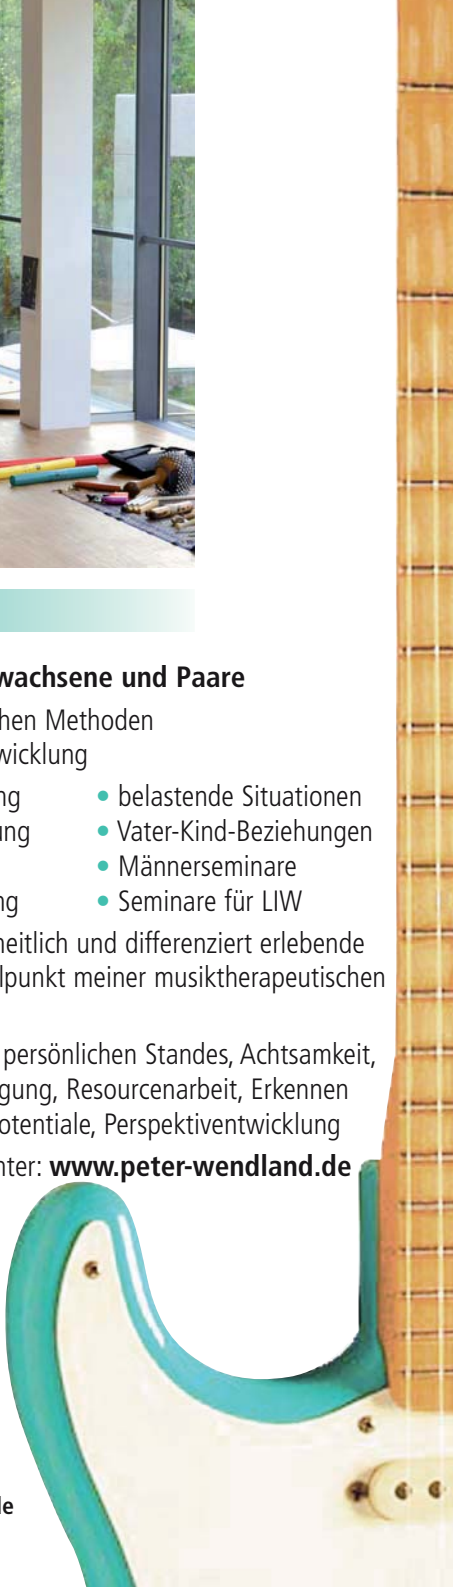 wachsene und Paare
hen Methoden
wicklung
ng
ung
ng
• belastende Situationen
• Vater-Kind-Beziehungen
• Männerseminare
• Seminare für LIW
heitlich und differenziert erlebende
lpunkt meiner musiktherapeutischen
persönlichen Standes, Achtsamkeit,
gung, Resourcenarbeit, Erkennen
otentiale, Perspektiventwicklung
nter: www.peter-wendland.de
le